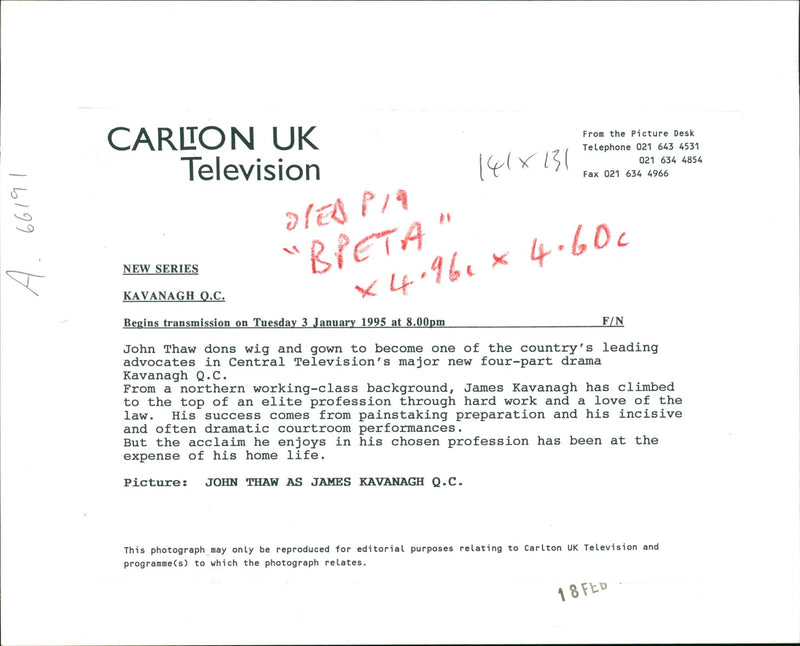 CARLTON UK
Television
From the Picture Desk
Telephone 021 643 4531
021 634 4854
Fax 021 634 4966
141 x 131
A. 66191
P/9
"BPETA"
x 4.96c x 4.60c
NEW SERIES
KAVANAGH Q.C.
Begins transmission on Tuesday 3 January 1995 at 8.00pm F/N
John Thaw dons wig and gown to become one of the country's leading
advocates in Central Television's major new four-part drama
Kavanagh Q.C.
From a northern working-class background, James Kavanagh has climbed
to the top of an elite profession through hard work and a love of the
law. His success comes from painstaking preparation and his incisive
and often dramatic courtroom performances.
But the acclaim he enjoys in his chosen profession has been at the
expense of his home life.
Picture: JOHN THAW AS JAMES KAVANAGH Q.C.
This photograph may only be reproduced for editorial purposes relating to Carlton UK Television and
programme(s) to which the photograph relates.
18 FEB